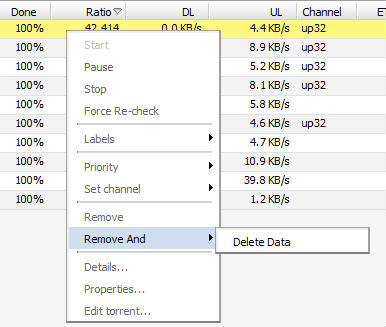 Done Ratio DL UL Channel ET
100% 42.414 0.0 KB/s 4.4 KB/s up32
100% 8.9 KB/s up32
100% 5.2 KB/s up32
100% 8.1 KB/s up32
100% 5.8 KB/s
100% 4.6 KB/s up32
100% 4.7 KB/s
100% 10.9 KB/s
100% 39.8 KB/s
100% 1.2 KB/s
Start
Pause
Stop
Force Re-check
Labels
Priority
Set channel
Remove
Remove And
Delete Data
Details...
Properties...
Edit torrent...